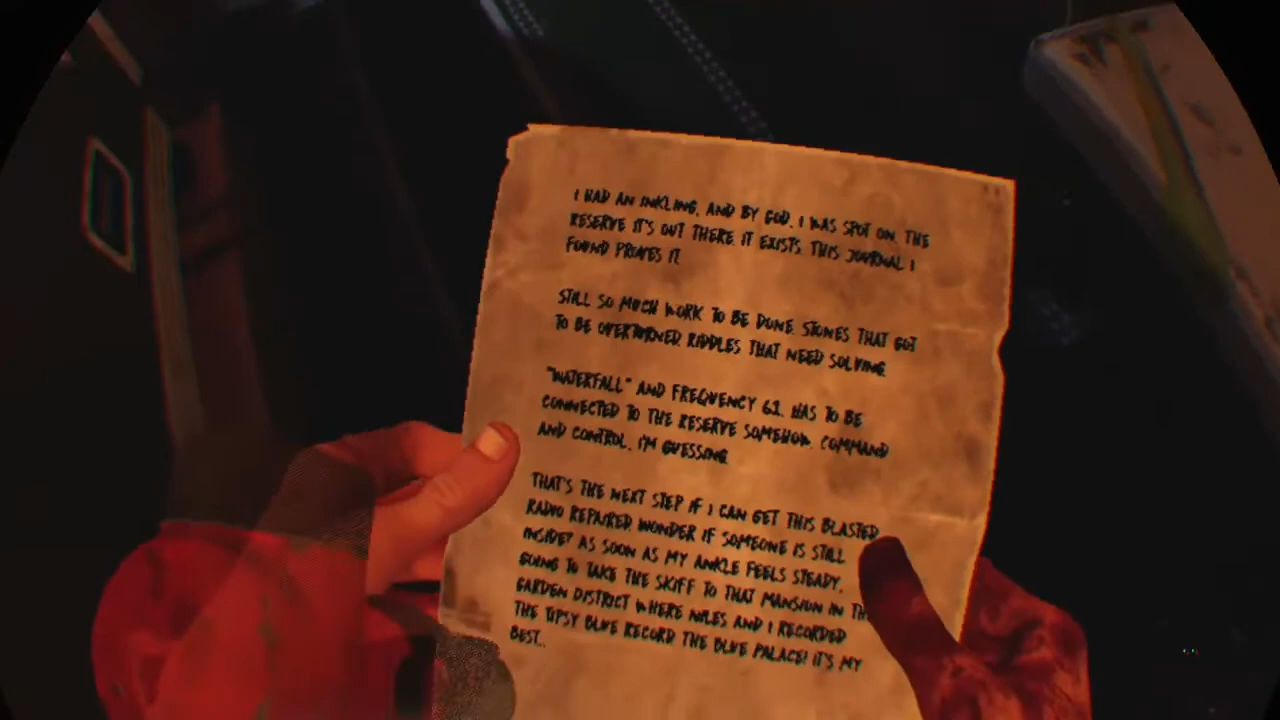 I HAD AN INKLING, AND BY GOD, I WAS SPOT ON. THE
RESERVE IT'S OUT THERE. IT EXISTS. THIS JOURNAL I
FOUND PROVES IT.
STILL SO MUCH WORK TO BE DONE. STONES THAT GOT
TO BE OVERTURNED. RIDDLES THAT NEED SOLVING.
"WATERFALL" AND FREQUENCY 62. HAS TO BE
CONNECTED TO THE RESERVE SOMEHOW. COMMAND
AND CONTROL, I'M GUESSING.
THAT'S THE NEXT STEP IF I CAN GET THIS BLASTED
RADIO REPAIRED. WONDER IF SOMEONE IS STILL
INSIDE? AS SOON AS MY ANKLE FEELS STEADY,
GOING TO TAKE THE SKIFF TO THAT MANSION IN TH
GARDEN DISTRICT WHERE NILES AND I RECORDED
THE TIPSY BLUE RECORD. THE BLUE PALACE! IT'S MY
BEST...